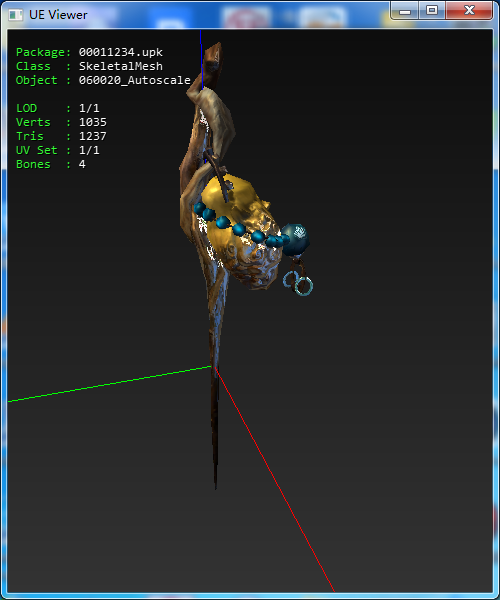 UE Viewer
Package: 00011234.upk
Class : SkeletalMesh
Object : 060020_Autoscale
LOD : 1/1
Verts : 1035
Tris : 1237
UV Set : 1/1
Bones : 4